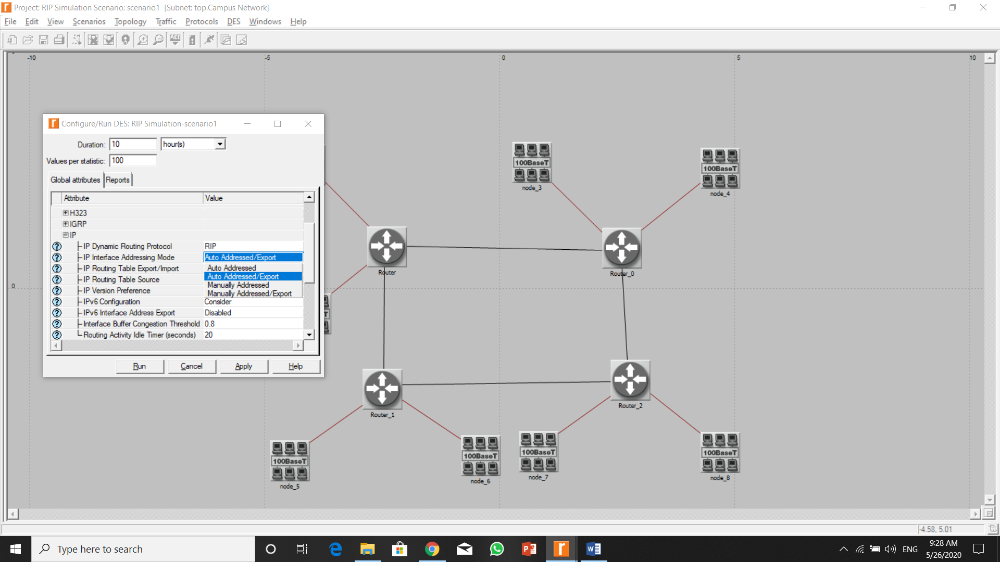 Project: RIP Simulation Scenario: scenario1 [Subnet: top.Campus Network]
File Edit View Scenarios Topology Traffic Protocols DES Windows Help
ACE
-10 -5 0 5 10
0
Configure/Run DES: RIP Simulation-scenario1
Duration: 10 hour(s)
Values per statistic: 100
Global attributes Reports
Attribute Value
H323
IGRP
IP
IP Dynamic Routing Protocol RIP
IP Interface Addressing Mode Auto Addressed/Export
IP Routing Table Export/Import Auto Addressed
IP Routing Table Source Auto Addressed/Export
IP Version Preference Manually Addressed
Manually Addressed/Export
IPv6 Configuration Consider
IPv6 Interface Address Export Disabled
Interface Buffer Congestion Threshold 0.8
Routing Activity Idle Timer (seconds) 20
Run Cancel Apply Help
100BaseT
node_3
100BaseT
node_4
Router
Router_0
T
Router_1
Router_2
100BaseT
node_5
100BaseT
node_6
100BaseT
node_7
100BaseT
node_8
-4.58, 5.01
Type here to search
ENG
9:28 AM
5/26/2020